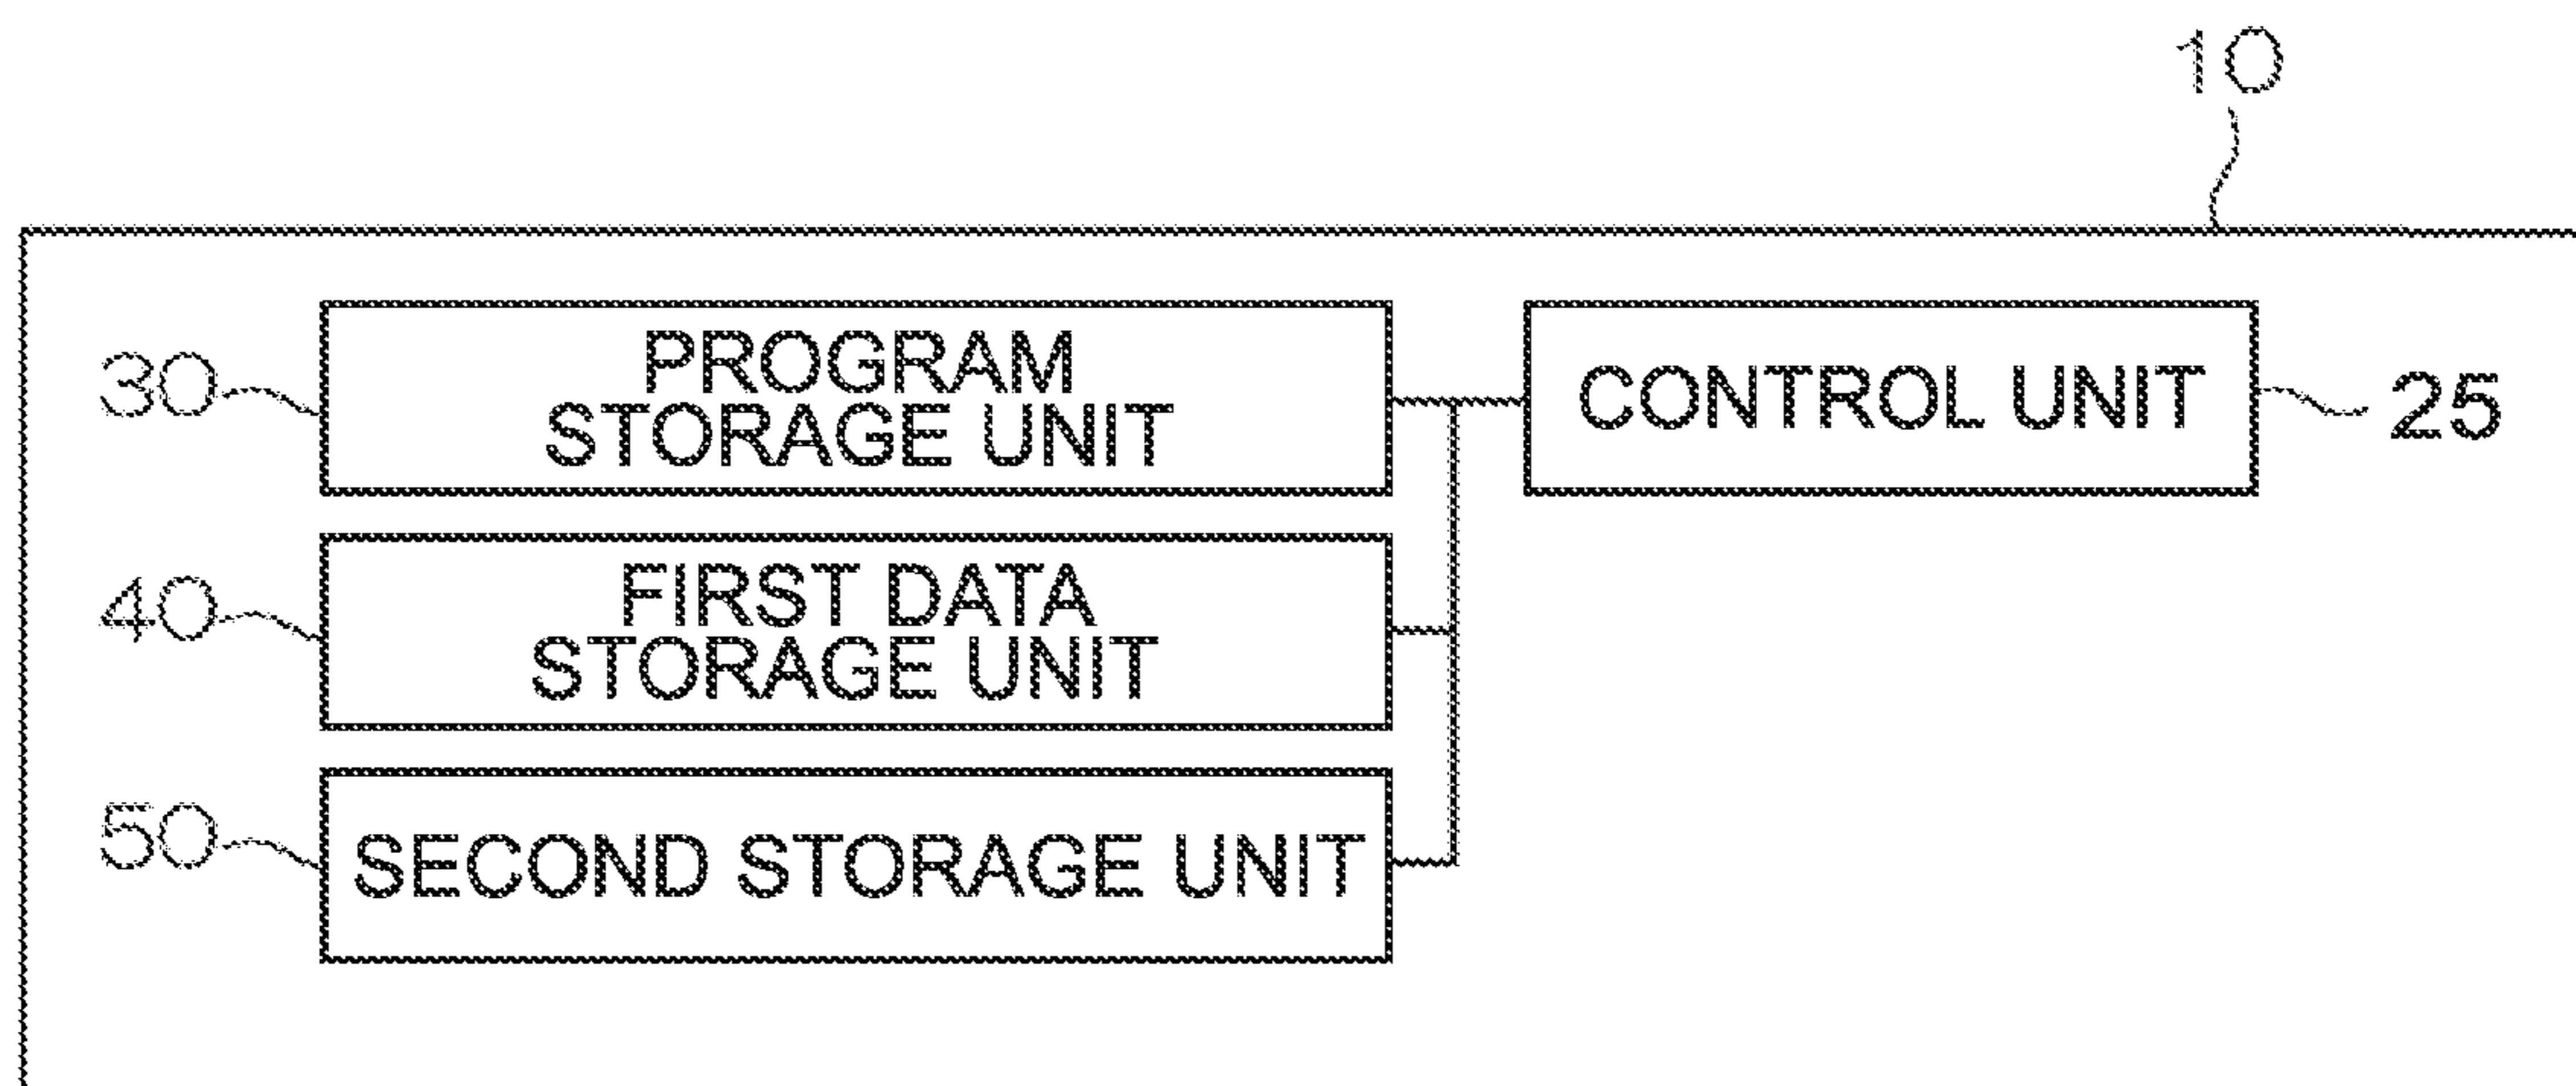 10
30
PROGRAM
STORAGE UNIT
CONTROL UNIT
25
40
FIRST DATA
STORAGE UNIT
50
SECOND STORAGE UNIT